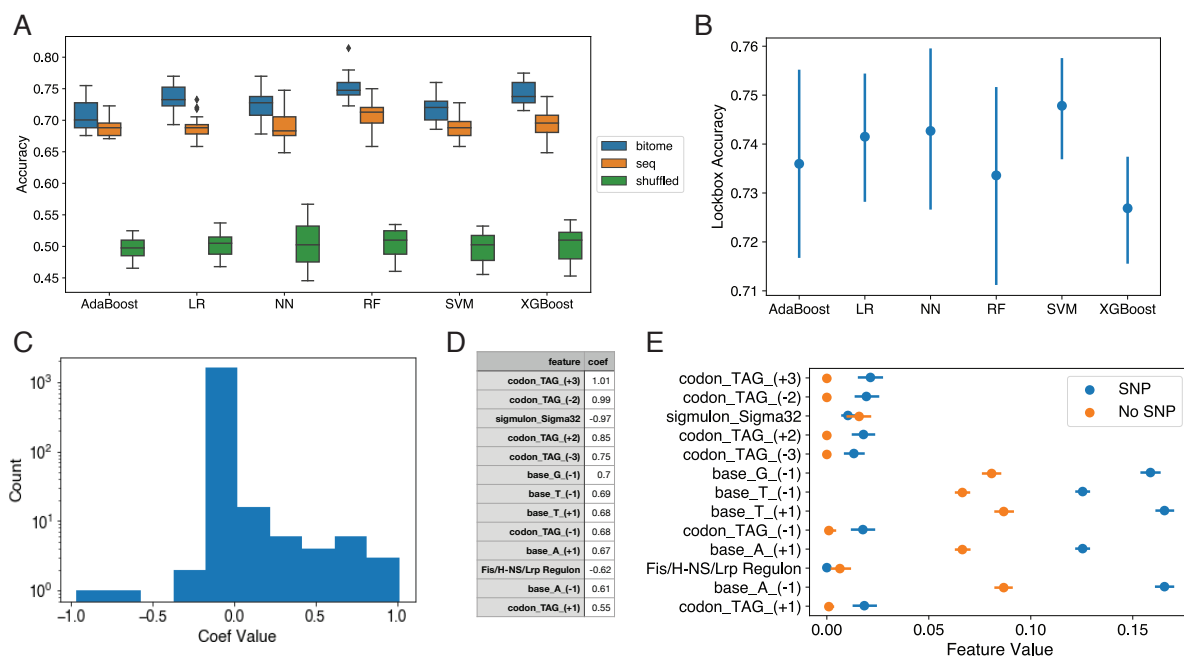 A
0.80
0.75
0.70
0.65
0.60
0.55
0.50
0.45
Accuracy
AdaBoost LR NN RF SVM XGBoost
bitome
seq
shuffled
B
0.76
0.75
0.74
0.73
0.72
0.71
Lockbox Accuracy
AdaBoost LR NN RF SVM XGBoost
C
10³
10¹
10⁰
Count
-1.0 -0.5 0.0 0.5 1.0
Coef Value
D
feature coef
codon_TAG_(+3) 1.01
codon_TAG_(-2) 0.99
sigmulon_Sigma32 -0.97
codon_TAG_(+2) 0.85
codon_TAG_(-3) 0.75
base_G_(-1) 0.7
base_T_(-1) 0.69
base_T_(+1) 0.68
codon_TAG_(-1) 0.68
base_A_(+1) 0.67
Fis/H-NS/Lrp Regulon -0.62
base_A_(-1) 0.61
codon_TAG_(+1) 0.55
E
codon_TAG_(+3)
codon_TAG_(-2)
sigmulon_Sigma32
codon_TAG_(+2)
codon_TAG_(-3)
base_G_(-1)
base_T_(-1)
base_T_(+1)
codon_TAG_(-1)
base_A_(+1)
Fis/H-NS/Lrp Regulon
base_A_(-1)
codon_TAG_(+1)
SNP
No SNP
0.00 0.05 0.10 0.15
Feature Value